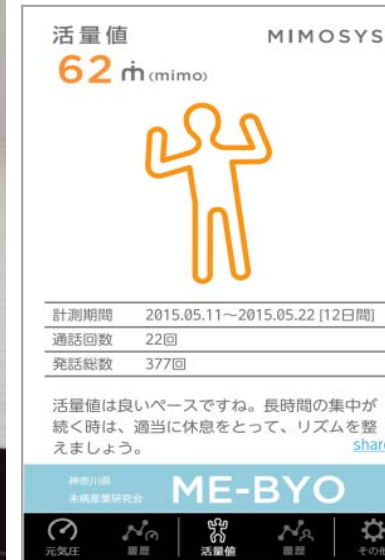 活量値
MIMOSYS
62 ṁ (mimo)
計測期間 2015.05.11～2015.05.22 [12日間]
通話回数 22回
発話総数 377回
活量値は良いペースですね。長時間の集中が
続く時は、適当に休息をとって、リズムを整
えましょう。
share
神奈川県
未病産業研究会
ME-BYO
元気圧 履歴 活量値 履歴 その他